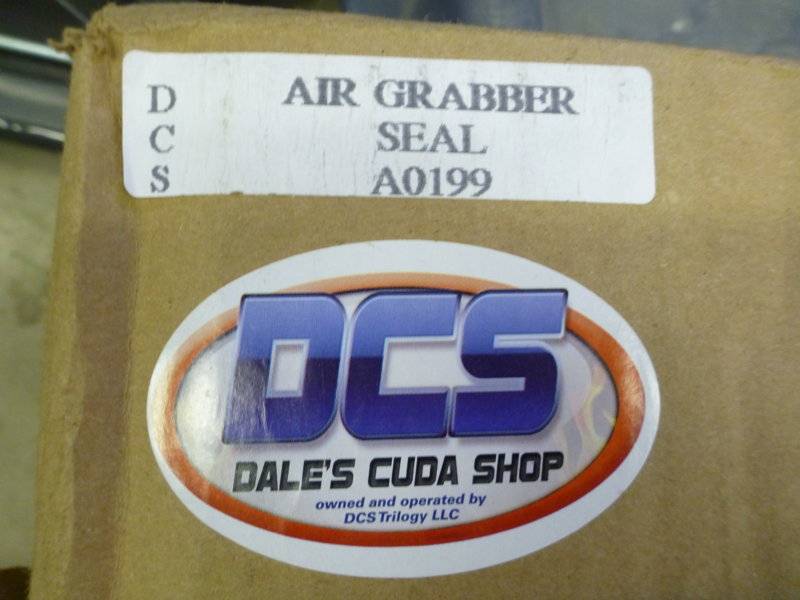 D AIR GRABBER
C SEAL
S A0199
DCS
DALE'S CUDA SHOP
owned and operated by
DCS Trilogy LLC